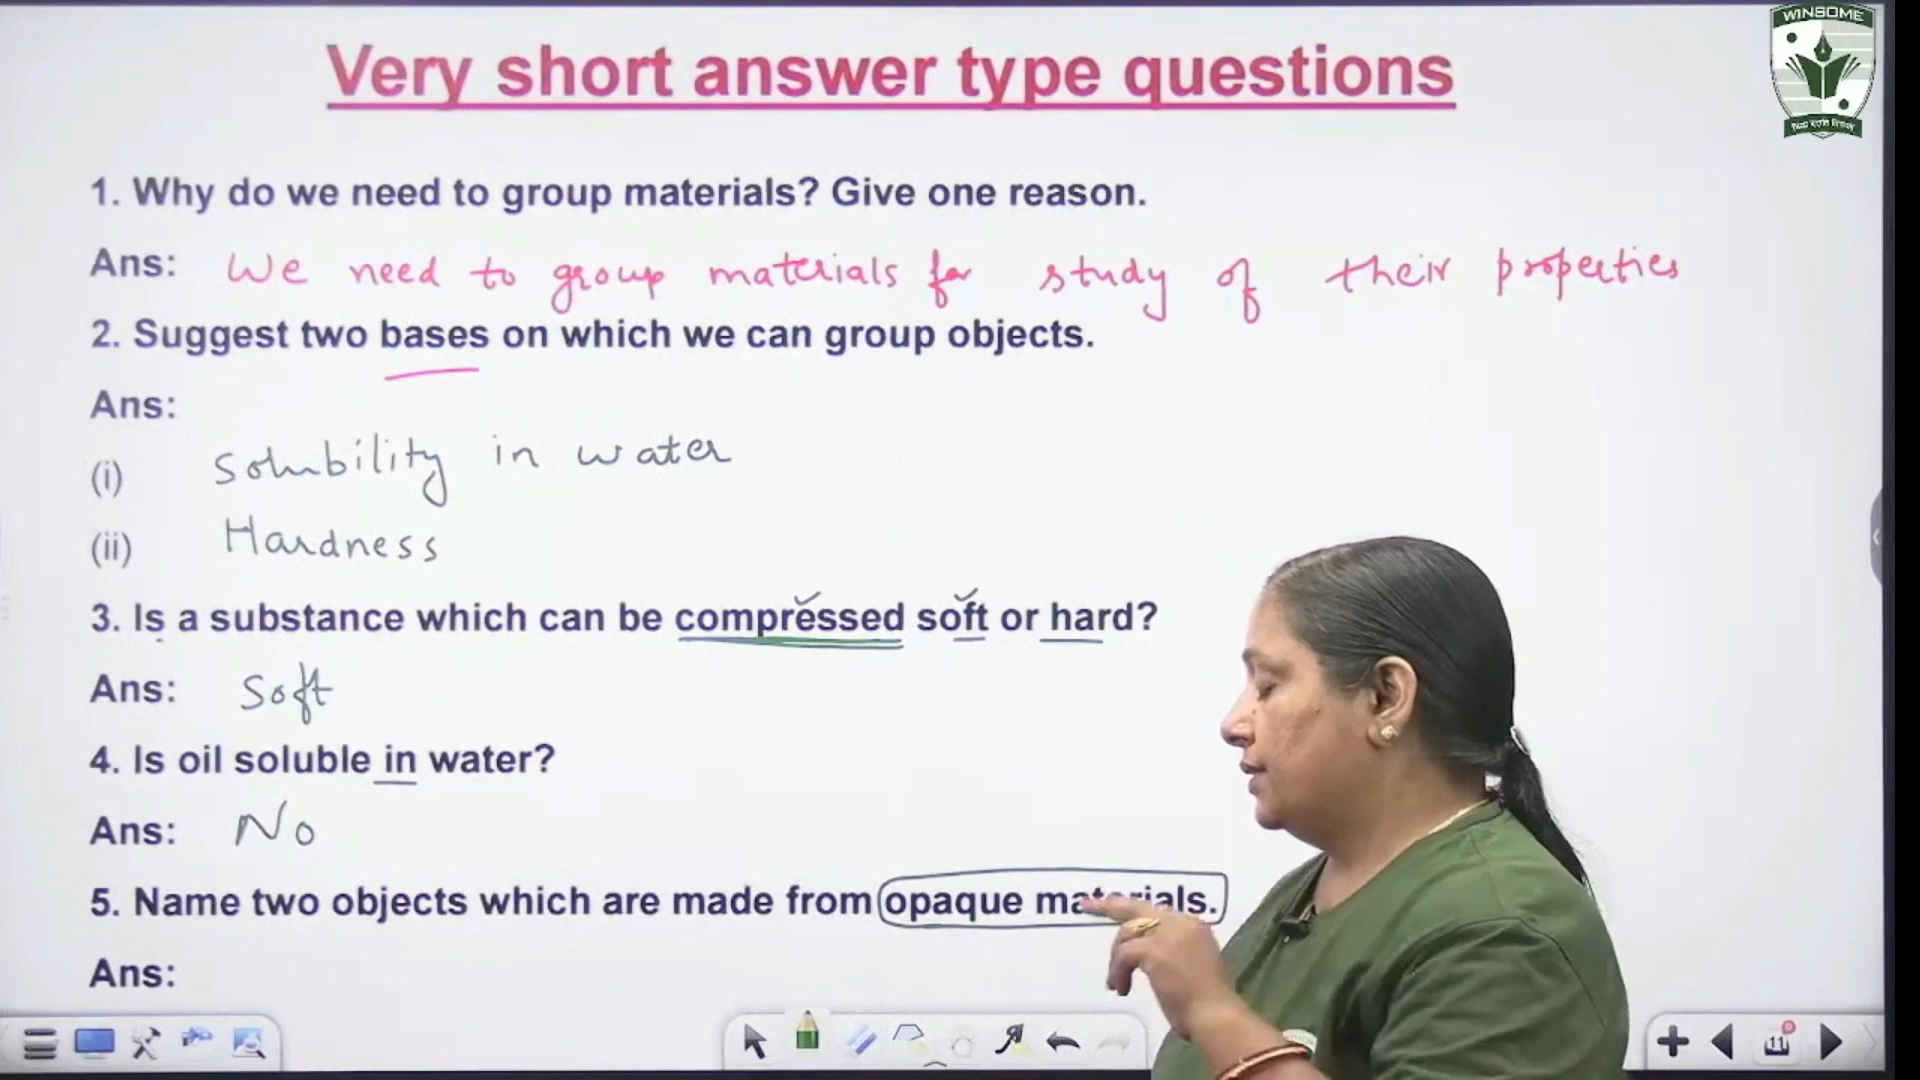 WINSOME
Very short answer type questions
1. Why do we need to group materials? Give one reason.
Ans: We need to group materials for study of their properties
2. Suggest two bases on which we can group objects.
Ans:
(i) Solubility in water
(ii) Hardness
3. Is a substance which can be compressed soft or hard?
Ans: Soft
4. Is oil soluble in water?
Ans: No
5. Name two objects which are made from opaque materials.
Ans:
11